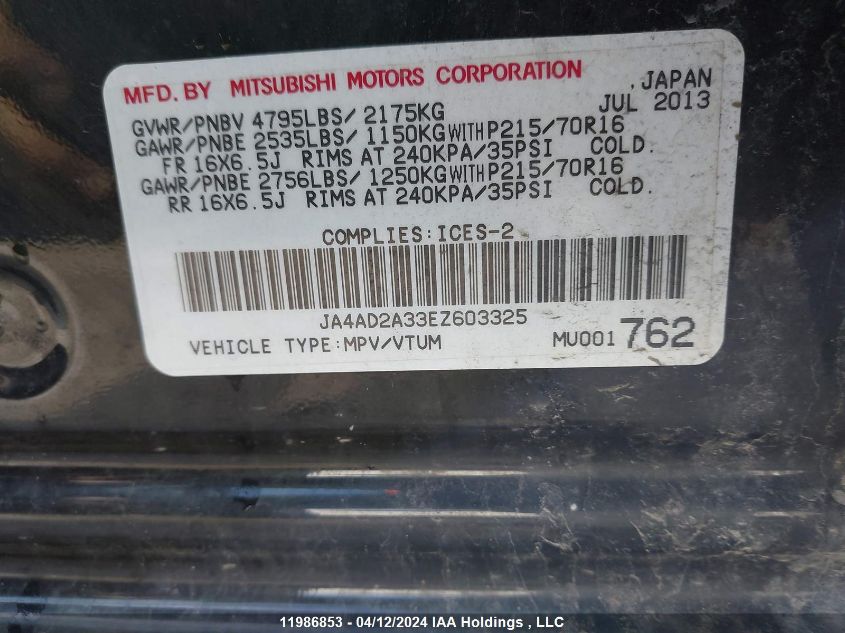 MFD. BY MITSUBISHI MOTORS CORPORATION , JAPAN
JUL 2013
GVWR/PNBV 4795LBS/ 2175KG
GAWR/PNBE 2535LBS/ 1150KG WITH P215/70R16
FR 16X6.5J RIMS AT 240KPA/35PSI COLD.
GAWR/PNBE 2756LBS/ 1250KG WITH P215/70R16
RR 16X6.5J RIMS AT 240KPA/35PSI COLD.
COMPLIES:ICES-2
JA4AD2A33EZ603325
VEHICLE TYPE:MPV/VTUM MU001 762
11986853 - 04/12/2024 IAA Holdings , LLC